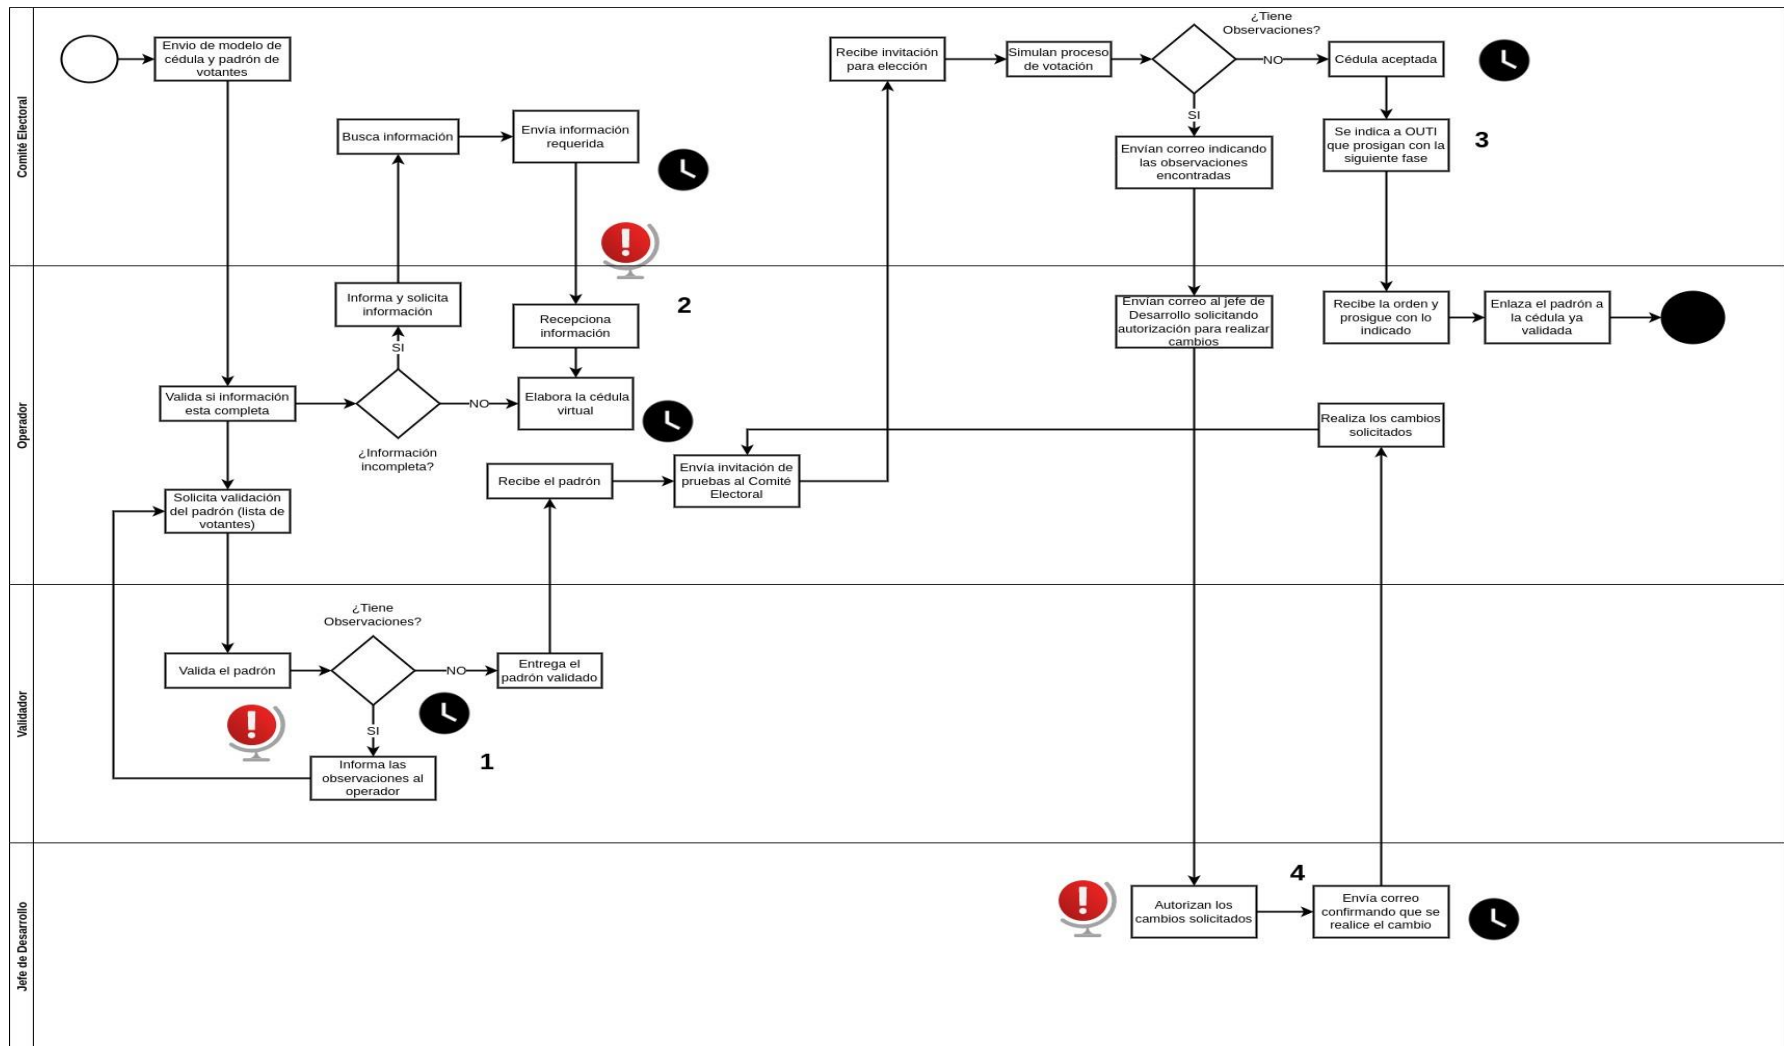 Comité Electoral
Envio de modelo de
cédula y padrón de
votantes
Busca información
Envía información
requerida
Recibe invitación
para elección
Simulan proceso
de votación
¿Tiene
Observaciones?
NO
Cédula aceptada
SI
Envían correo indicando
las observaciones
encontradas
Se indica a OUTI
que prosigan con la
siguiente fase
3
Operador
Informa y solicita
información
SI
Recepciona
información
2
Valida si información
esta completa
¿Información
incompleta?
NO
Elabora la cédula
virtual
Solicita validación
del padrón (lista de
votantes)
Recibe el padrón
Envía invitación de
pruebas al Comité
Electoral
Envían correo al jefe de
Desarrollo solicitando
autorización para realizar
cambios
Recibe la orden y
prosigue con lo
indicado
Enlaza el padrón a
la cédula ya
validada
Realiza los cambios
solicitados
Validador
Valida el padrón
¿Tiene
Observaciones?
NO
Entrega el
padrón validado
SI
Informa las
observaciones al
operador
1
Jefe de Desarrollo
Autorizan los
cambios solicitados
4
Envía correo
confirmando que se
realice el cambio